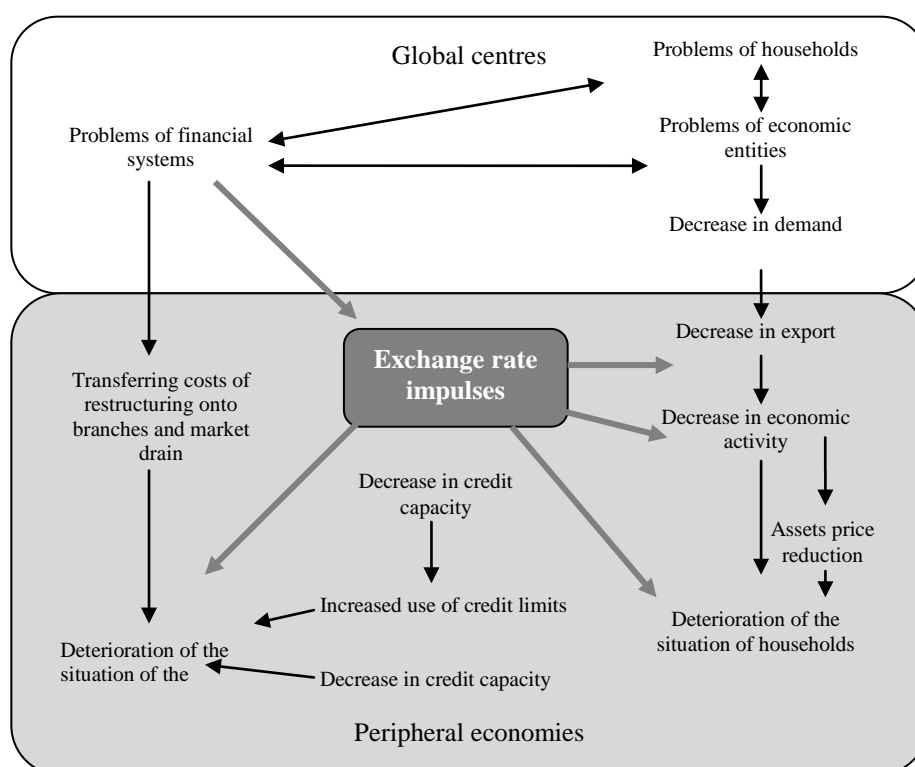 Global centres
Problems of households
Problems of financial
systems
Problems of economic
entities
Decrease in demand
Decrease in export
Exchange rate
impulses
Transferring costs of
restructuring onto
branches and market
drain
Decrease in economic
activity
Decrease in credit
capacity
Assets price
reduction
Increased use of credit limits
Deterioration of the
situation of households
Deterioration of the
situation of the
Decrease in credit capacity
Peripheral economies